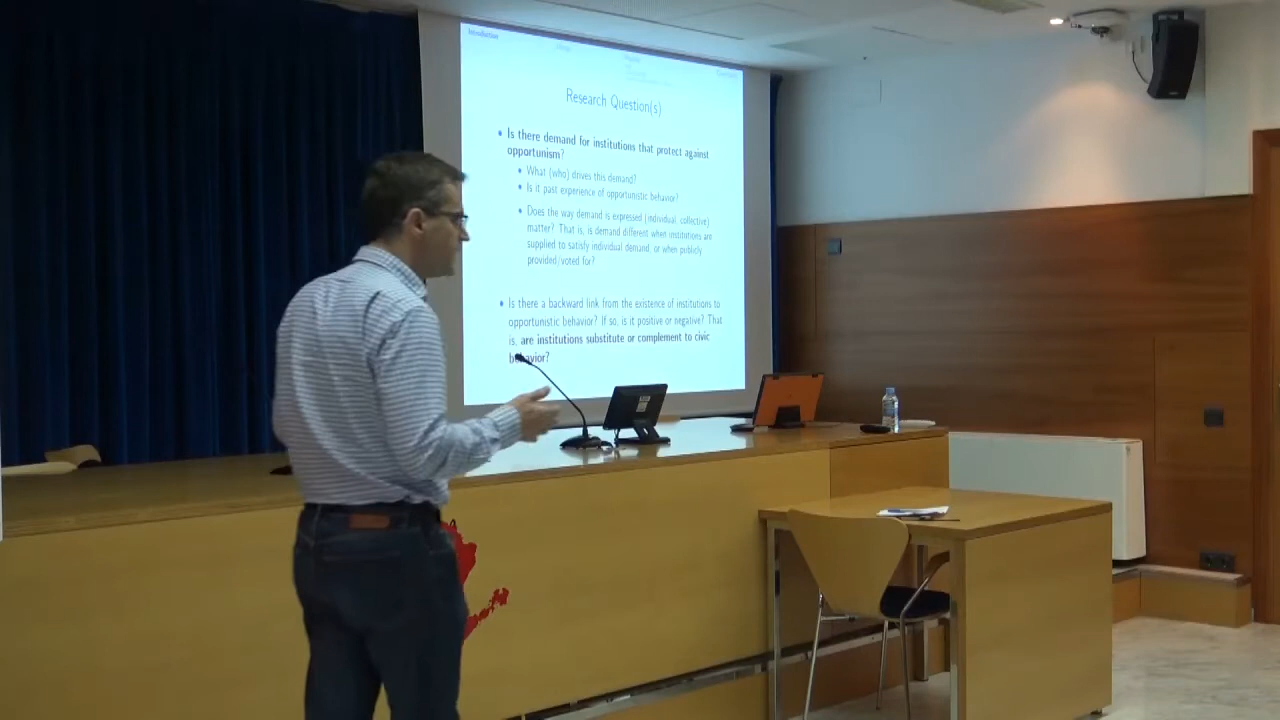 Introduction
Research Question(s)
• Is there demand for institutions that protect against
opportunism?
• What (who) drives this demand?
• Is it past experience of opportunistic behavior?
• Does the way demand is expressed (individual, collective)
matter? That is, is demand different when institutions are
supplied to satisfy individual demand, or when publicly
provided/voted for?
• Is there a backward link from the existence of institutions to
opportunistic behavior? If so, is it positive or negative? That
is, are institutions substitute or complement to civic
behavior?